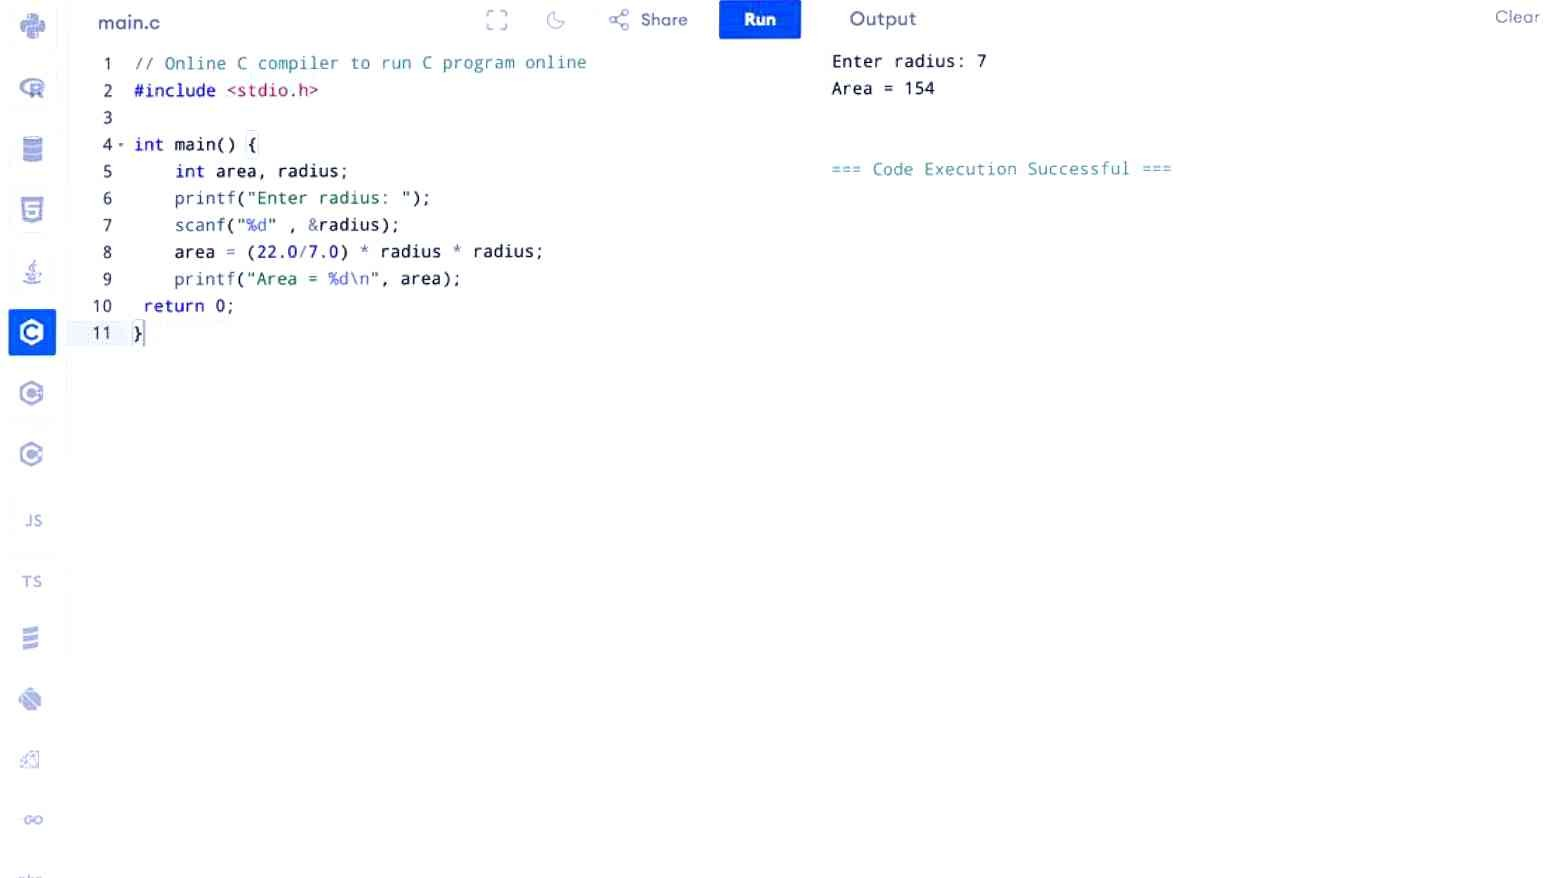 main.c
Share
Run
Output
Clear
1 // Online C compiler to run C program online
2 #include <stdio.h>
3
4 int main() {
5 int area, radius;
6 printf("Enter radius: ");
7 scanf("%d" , &radius);
8 area = (22.0/7.0) * radius * radius;
9 printf("Area = %d\n", area);
10 return 0;
11 }
Enter radius: 7
Area = 154
=== Code Execution Successful ===
R
5
C
C
C
JS
TS
GO